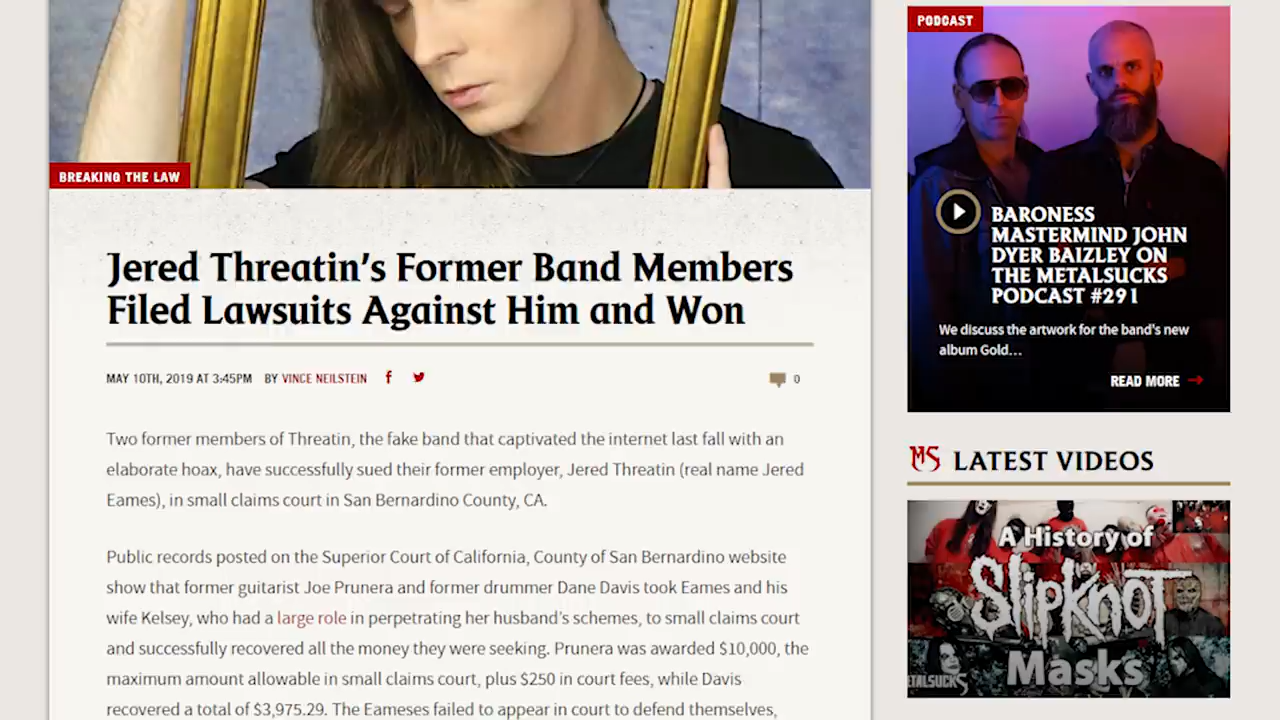 BREAKING THE LAW
Jered Threatin's Former Band Members
Filed Lawsuits Against Him and Won
MAY 10TH, 2019 AT 3:45PM BY VINCE NEILSTEIN
0
Two former members of Threatin, the fake band that captivated the internet last fall with an
elaborate hoax, have successfully sued their former employer, Jered Threatin (real name Jered
Eames), in small claims court in San Bernardino County, CA.
Public records posted on the Superior Court of California, County of San Bernardino website
show that former guitarist Joe Prunera and former drummer Dane Davis took Eames and his
wife Kelsey, who had a large role in perpetrating her husband's schemes, to small claims court
and successfully recovered all the money they were seeking. Prunera was awarded $10,000, the
maximum amount allowable in small claims court, plus $250 in court fees, while Davis
recovered a total of $3,975.29. The Eameses failed to appear in court to defend themselves,
PODCAST
BARONESS
MASTERMIND JOHN
DYER BAIZLEY ON
THE METALSUCKS
PODCAST #291
We discuss the artwork for the band's new
album Gold...
READ MORE
MS LATEST VIDEOS
A History of
SLIPKNOT
Masks
METALSUCKS